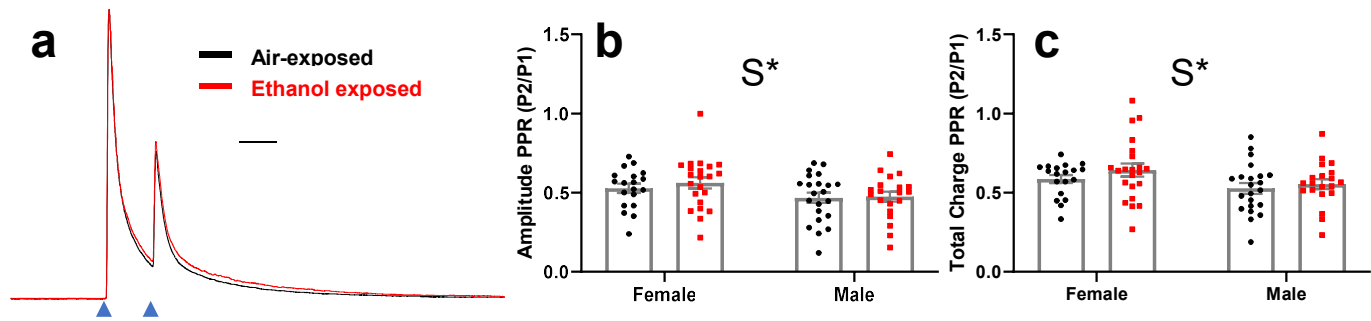 a
Air-exposed
Ethanol exposed
b
Amplitude PPR (P2/P1)
1.5
1.0
0.5
0.0
S*
Female
Male
c
Total Charge PPR (P2/P1)
1.5
1.0
0.5
0.0
S*
Female
Male